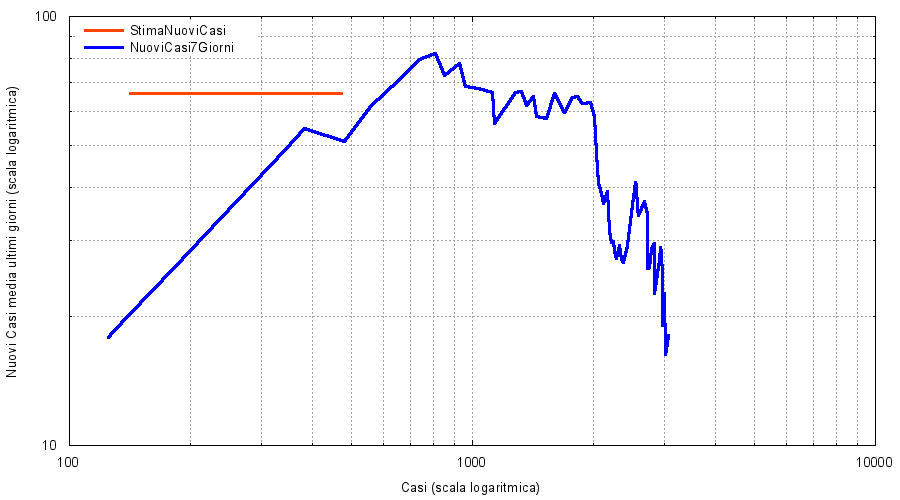 100
StimaNuoviCasi
NuoviCasi7Giorni
Nuovi Casi media ultimi giorni (scala logaritmica)
10
100
1000
10000
Casi (scala logaritmica)